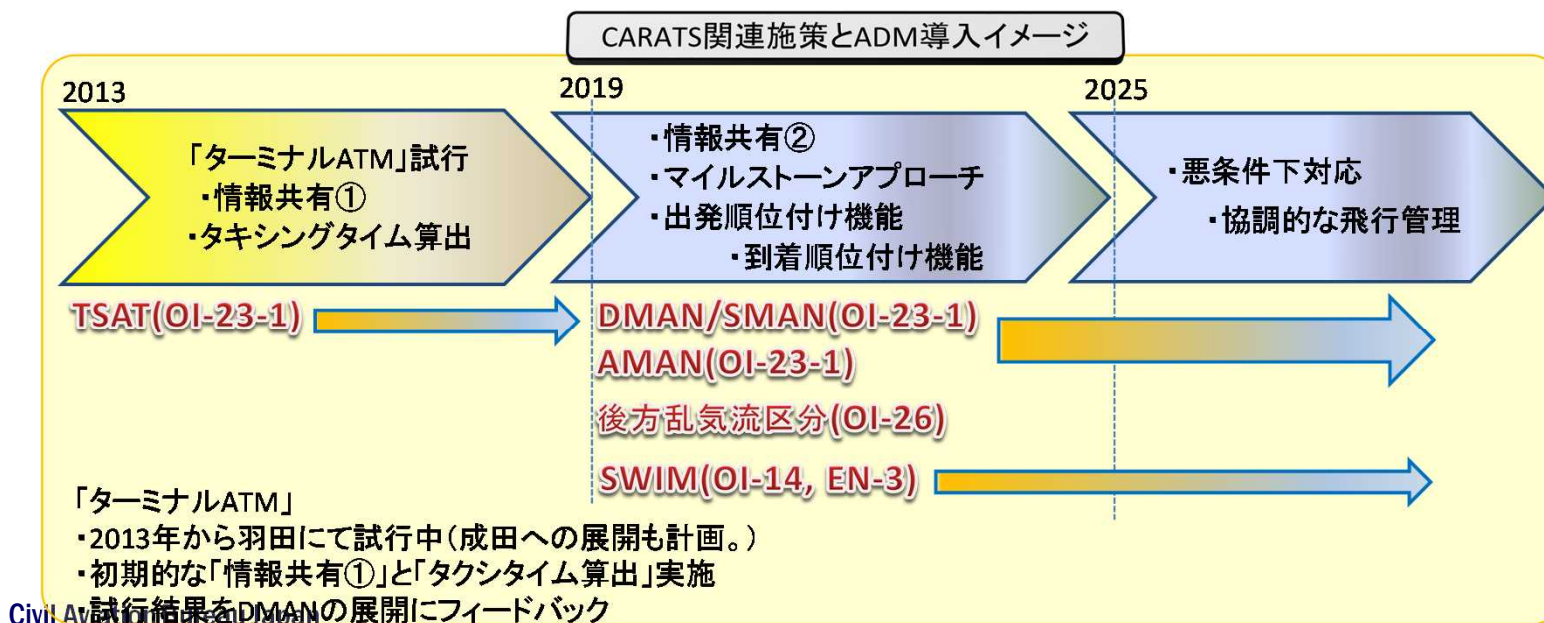 CARATS関連施策とADM導入イメージ
2013
2019
2025
「ターミナルATM」試行
・情報共有①
・タキシングタイム算出
・情報共有②
・マイルストーンアプローチ
・出発順位付け機能
・到着順位付け機能
・悪条件下対応
・協調的な飛行管理
TSAT(OI-23-1)
DMAN/SMAN(OI-23-1)
AMAN(OI-23-1)
後方乱気流区分(OI-26)
SWIM(OI-14, EN-3)
「ターミナルATM」
・2013年から羽田にて試行中(成田への展開も計画。)
・初期的な「情報共有①」と「タクシタイム算出」実施
・試行結果をDMANの展開にフィードバック
Civil Aviation Bureau Japan